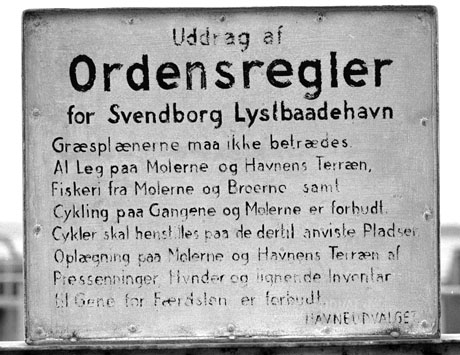 Uddrag af
Ordensregler
for Svendborg Lystbaadehavn
Græsplænerne maa ikke betrædes.
Al Leg paa Molerne og Havnens Terræn,
Fiskeri fra Molerne og Broerne samt
Cykling paa Gangene og Molerne er forbudt.
Cykler skal henstilles paa de dertil anviste Pladser.
Oplægning paa Molerne og Havnens Terræn af
Pressenninger Hynder og lignende Inventar
til Gene for Færdslen er forbudt
HAVNEUDVALGET